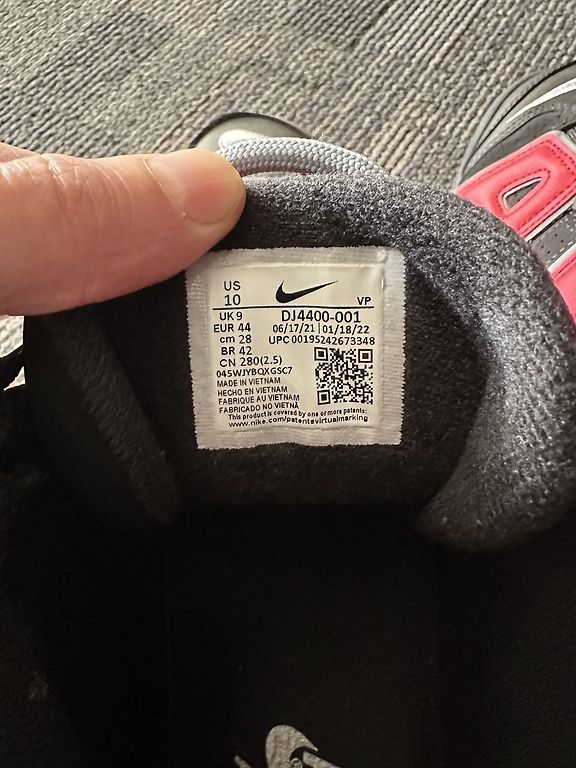 US
10
VP
UK 9
DJ4400-001
EUR 44
06/17/21 | 01/18/22
cm 28
UPC 00195242673348
BR 42
CN 280(2.5)
045WJYBQXGSC7
MADE IN VIETNAM
HECHO EN VIETNAM
FABRIQUE AU VIETNAM
FABRICADO NO VIETNÃ
This product is covered by one or more patents:
www.nike.com/patentsvirtualmarking